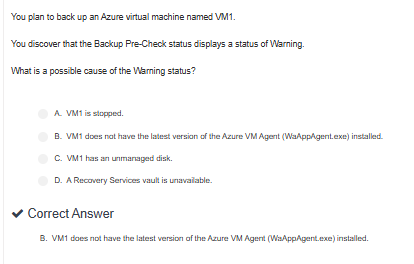 You plan to back up an Azure virtual machine named VM1.
You discover that the Backup Pre-Check status displays a status of Warning.
What is a possible cause of the Warning status?
A. VM1 is stopped.
B. VM1 does not have the latest version of the Azure VM Agent (WaAppAgent.exe) installed.
C. VM1 has an unmanaged disk.
D. A Recovery Services vault is unavailable.
Correct Answer
B. VM1 does not have the latest version of the Azure VM Agent (WaAppAgent.exe) installed.